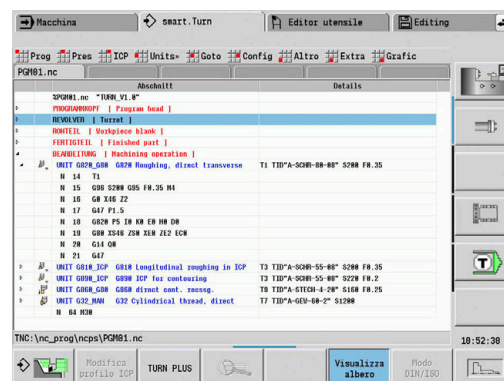 Macchina
smart.Turn
Editor utensile
Editing
Prog Pres ICP Units» Goto Config Altro Extra Grafic
PGM01.nc
Abschnitt Details
%PGM01.nc "TURN_V1.0"
PROGRAMMKOPF [ Program head ]
REVOLVER [ Turret ]
ROHTEIL [ Workpiece blank ]
FERTIGTEIL [ Finished part ]
BEARBEITUNG [ Machining operation ]
UNIT G820_G80 G820 Roughing, direct transverse T1 TID"A-SCHR-80-08" S200 F0.35
N 14 T1
N 15 G96 S200 G95 F0.35 M4
N 16 G0 X46 Z2
N 17 G47 P1.5
N 18 G820 P5 I0 K0 E0 H0 D0
N 19 G80 XS46 ZS0 XE0 ZE2 EC0
N 20 G14 Q0
N 21 G47
UNIT G810_ICP G810 Longitudinal roughing in ICP T3 TID"A-SCHR-55-08" S280 F0.35
UNIT G890_ICP G890 ICP for contouring T3 TID"A-SCHR-55-08" S220 F0.2
UNIT G860_G80 G860 direct cont. recssg. T8 TID"A-STECH-4-20" S160 F0.25
UNIT G32_MAN G32 Cylindrical thread, direct T7 TID"A-GEV-60-2" S1200
N 64 M30
TNC:\nc_prog\ncps\PGM01.nc
10:52:38
Modifica
profilo ICP
TURN PLUS
Visualizza
albero
Modo
DIN/ISO
T